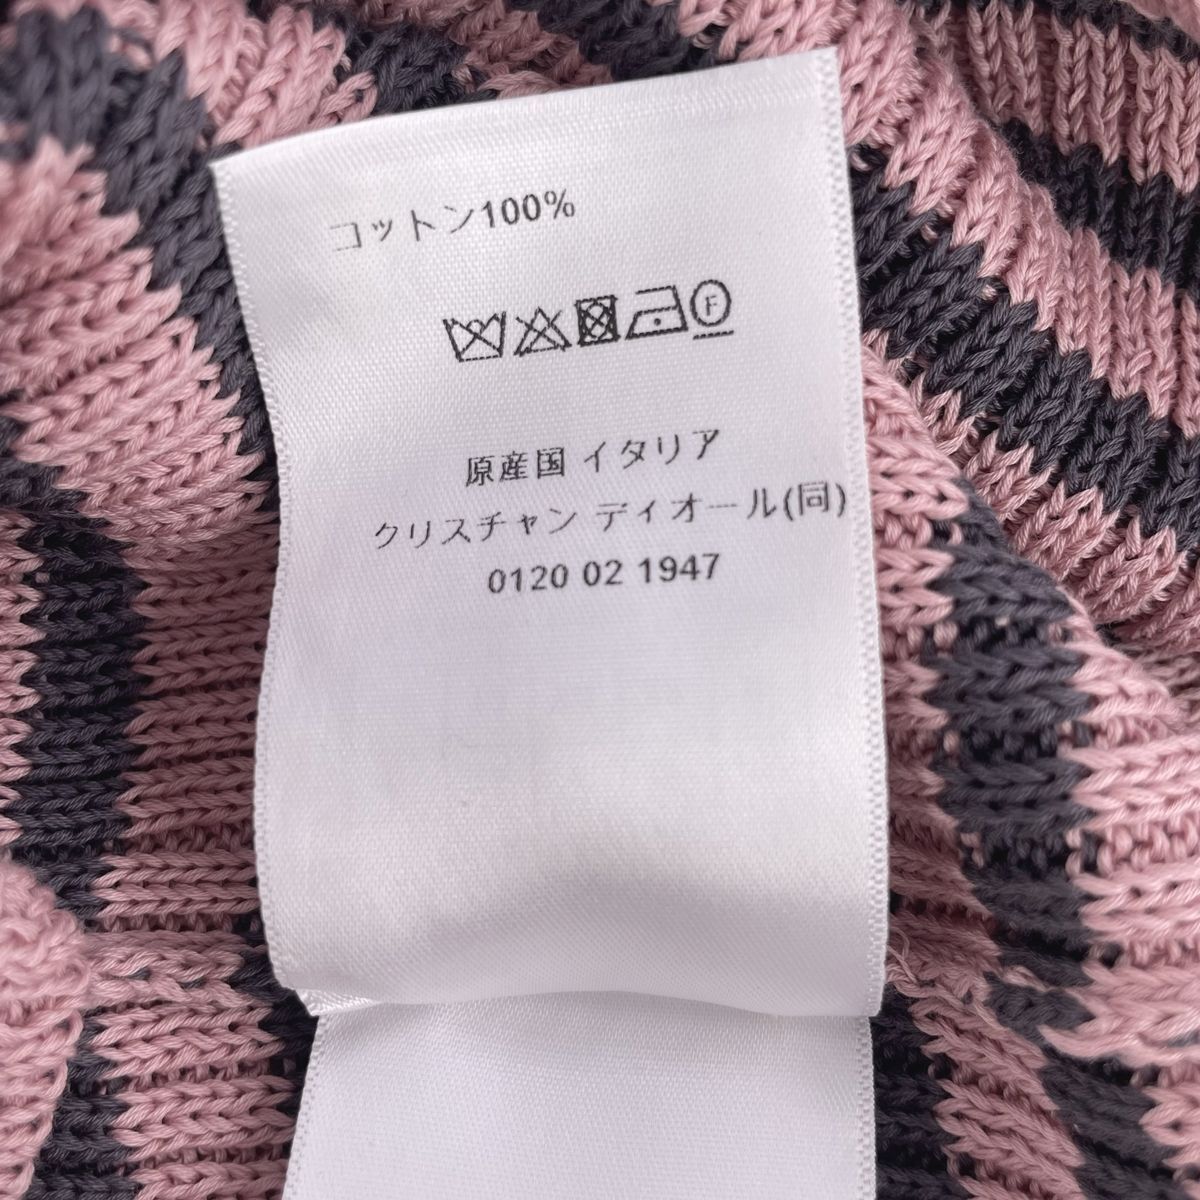 コットン100%
F
原産国 イタリア
クリスチャン ディオール(同)
0120 02 1947